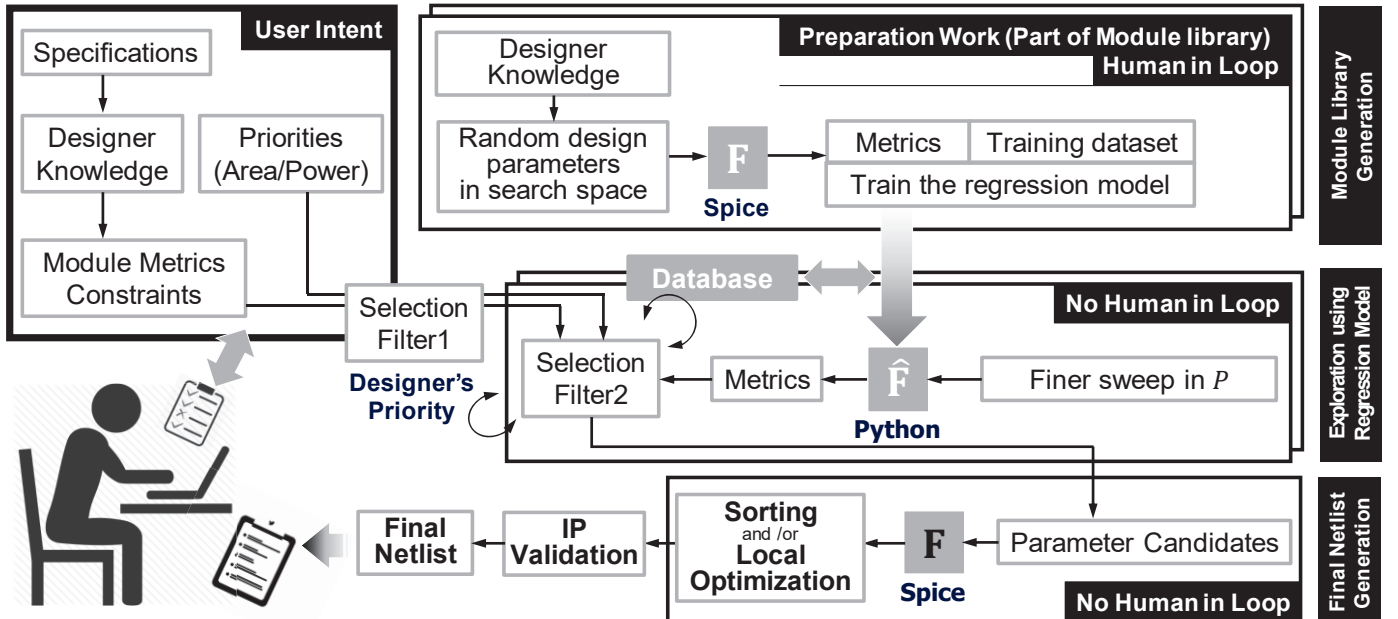 User Intent
Specifications
Designer
Knowledge
Priorities
(Area/Power)
Module Metrics
Constraints
Preparation Work (Part of Module library)
Human in Loop
Designer
Knowledge
Random design
parameters
in search space
F
Spice
Metrics
Training dataset
Train the regression model
Module Library
Generation
Selection
Filter1
Designer's
Priority
Database
No Human in Loop
Selection
Filter2
Metrics
F̂
Python
Finer sweep in P
Exploration using
Regression Model
Final
Netlist
IP
Validation
Sorting
and /or
Local
Optimization
F
Spice
Parameter Candidates
No Human in Loop
Final Netlist
Generation